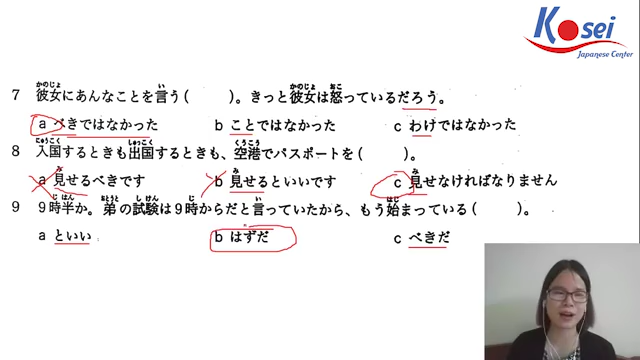 Kosei
Japanese Center
7 彼女にあんなことを言う( )。きっと彼女は怒っているだろう。
a べきではなかった b ことではなかった c わけではなかった
8 入国するときも出国するときも、空港でパスポートを( )。
a 見せるべきです b 見せるといいです c 見せなければなりません
9 9時半か。弟の試験は9時からだと言っていたから、もう始まっている( )。
a といい b はずだ c べきだ